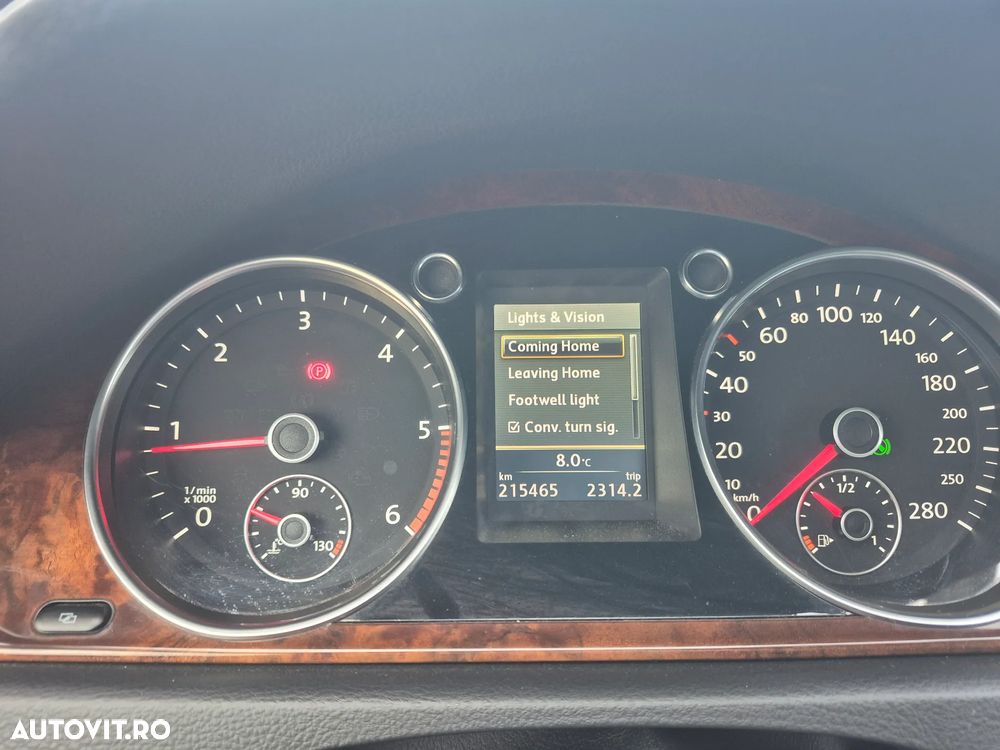 1/min
x 1000
0
1
2
3
4
5
6
P
90
130
Lights & Vision
Coming Home
Leaving Home
Footwell light
Conv. turn sig.
8.0°C
km
trip
215465
2314.2
0
10
20
30
40
50
60
80
100
120
140
160
180
200
220
250
280
km/h
1/2
1
AUTOVIT.RO